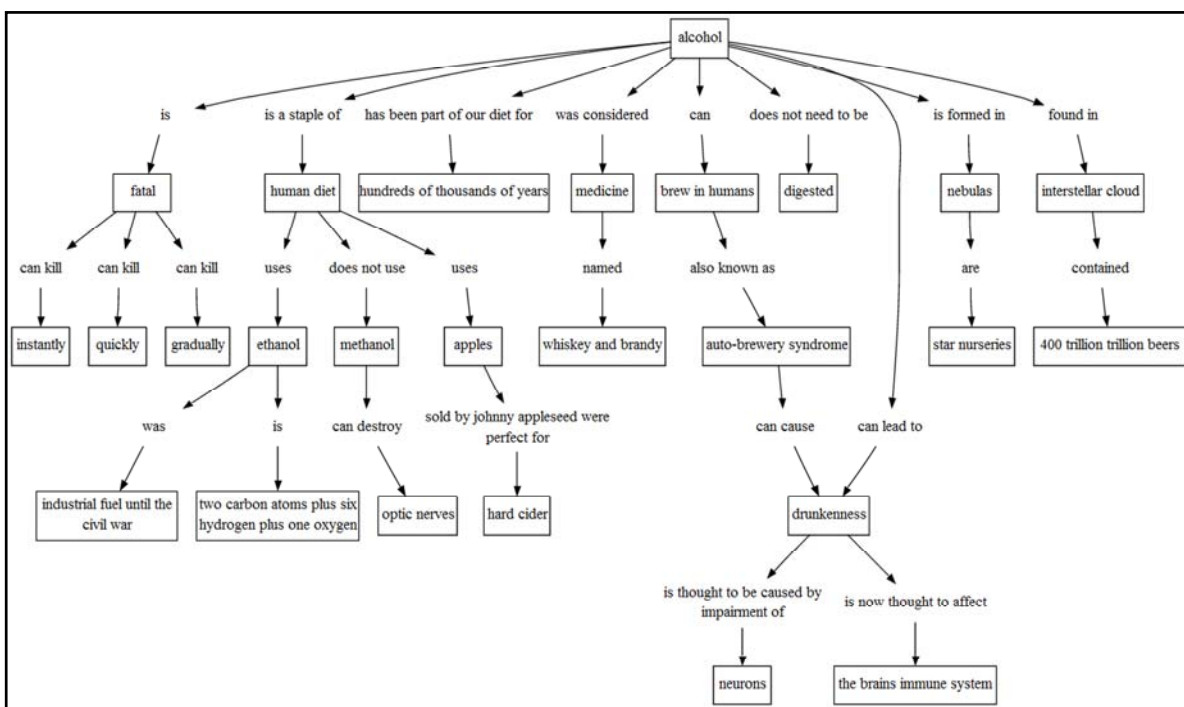 alcohol
is
is a staple of
has been part of our diet for
was considered
can
does not need to be
is formed in
found in
fatal
human diet
hundreds of thousands of years
medicine
brew in humans
digested
nebulas
interstellar cloud
can kill
can kill
can kill
uses
does not use
uses
named
also known as
are
contained
instantly
quickly
gradually
ethanol
methanol
apples
whiskey and brandy
auto-brewery syndrome
star nurseries
400 trillion trillion beers
was
is
can destroy
sold by johnny appleseed were
perfect for
can cause
can lead to
industrial fuel until the
civil war
two carbon atoms plus six
hydrogen plus one oxygen
optic nerves
hard cider
drunkenness
is thought to be caused by
impairment of
is now thought to affect
neurons
the brains immune system